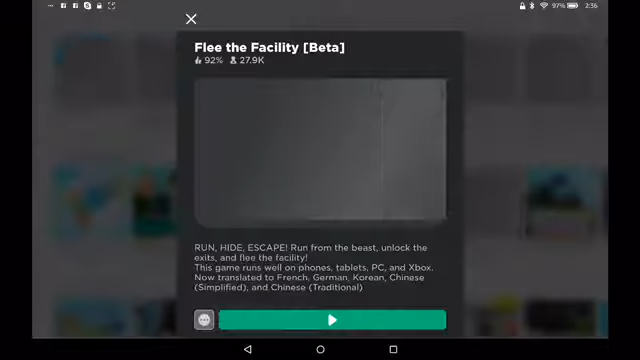 97% 2:36
Flee the Facility [Beta]
92% 27.9K
RUN, HIDE, ESCAPE! Run from the beast, unlock the
exits, and flee the facility!
This game runs well on phones, tablets, PC, and Xbox.
Now translated to French, German, Korean, Chinese
(Simplified), and Chinese (Traditional)